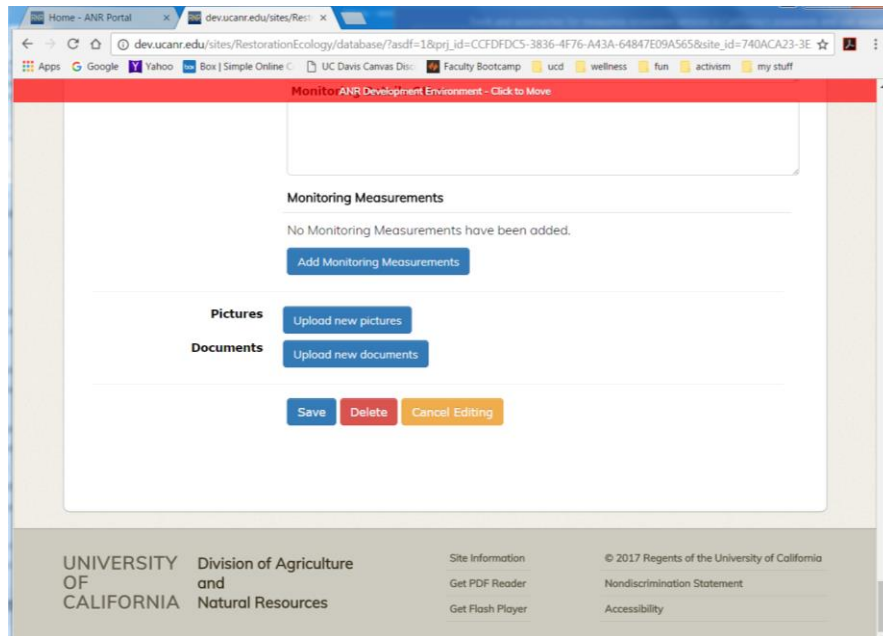 Home - ANR Portal
dev.ucanr.edu/sites/Rest
dev.ucanr.edu/sites/RestorationEcology/database/?asdf=1&prj_id=CCFDFDC5-3836-4F76-A43A-64847E09A565&site_id=740ACA23-3E
Apps Google Yahoo Box | Simple Online C UC Davis Canvas Disc Faculty Bootcamp ucd wellness fun activism my stuff
ANR Development Environment - Click to Move
Monitoring
Monitoring Measurements
No Monitoring Measurements have been added.
Add Monitoring Measurements
Pictures Upload new pictures
Documents Upload new documents
Save Delete Cancel Editing
UNIVERSITY OF CALIFORNIA
Division of Agriculture and Natural Resources
Site Information
Get PDF Reader
Get Flash Player
© 2017 Regents of the University of California
Nondiscrimination Statement
Accessibility